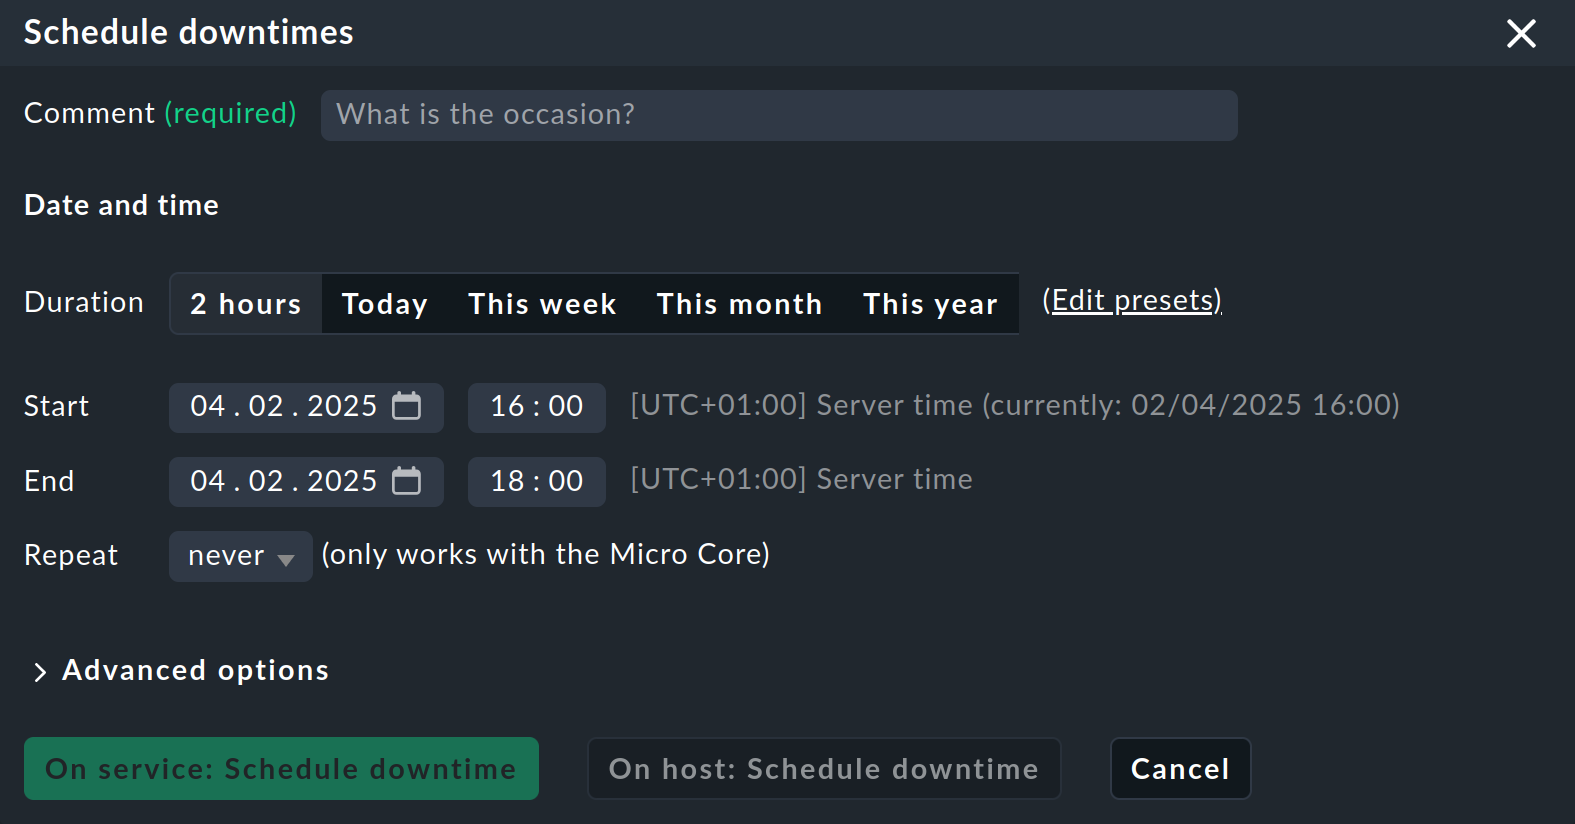 Schedule downtimes
Comment (required) What is the occasion?
Date and time
Duration 2 hours Today This week This month This year (Edit presets)
Start 04.02.2025 16:00 [UTC+01:00] Server time (currently: 02/04/2025 16:00)
End 04.02.2025 18:00 [UTC+01:00] Server time
Repeat never (only works with the Micro Core)
Advanced options
On service: Schedule downtime On host: Schedule downtime Cancel